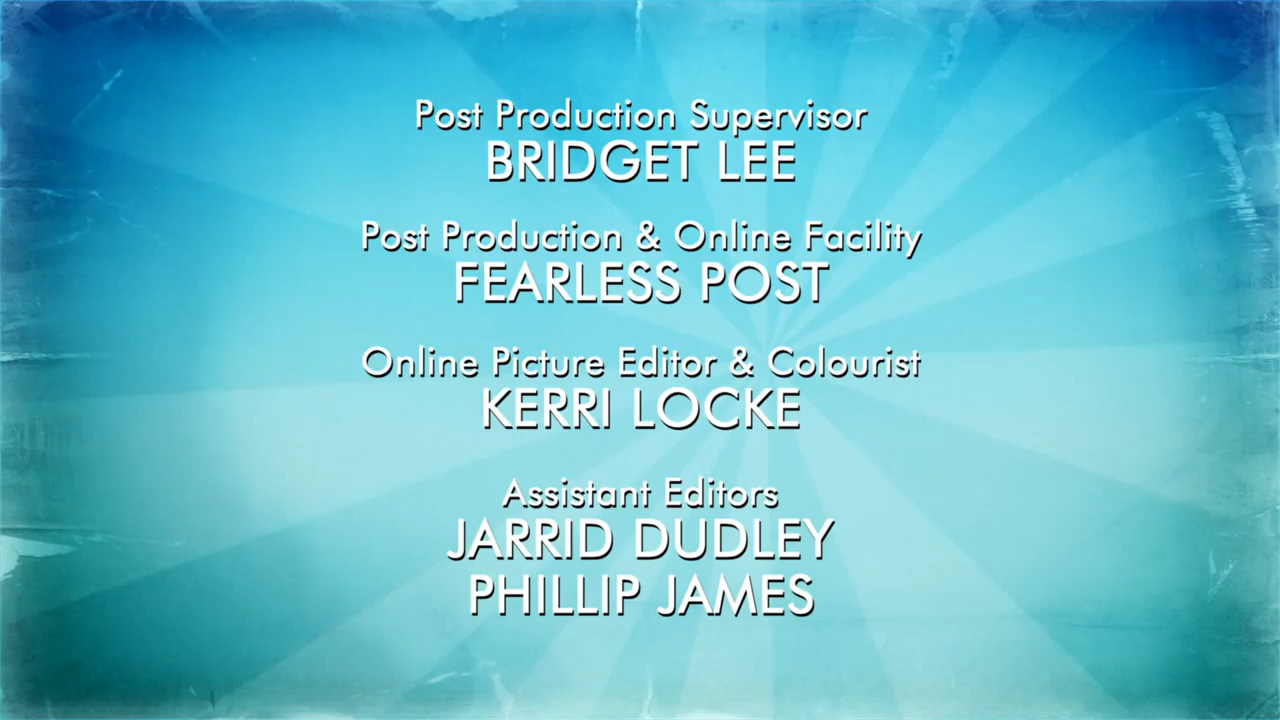 Post Production Supervisor
BRIDGET LEE
Post Production & Online Facility
FEARLESS POST
Online Picture Editor & Colourist
KERRI LOCKE
Assistant Editors
JARRID DUDLEY
PHILLIP JAMES